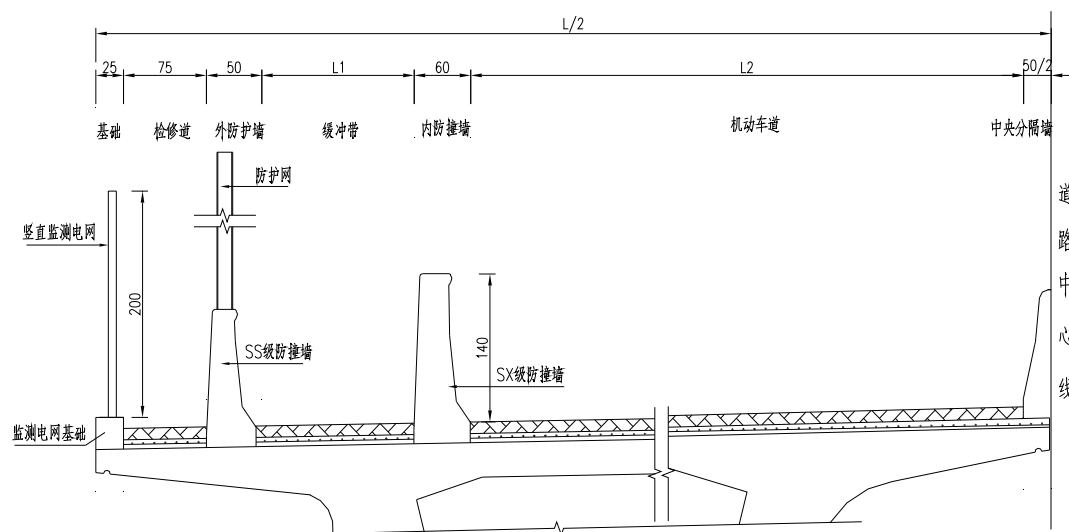 L/2
25
75
50
L1
60
L2
50/2
基础
检修道
外防护墙
缓冲带
内防撞墙
机动车道
中央分隔墙
防护网
竖直监测电网
200
140
SS级防撞墙
SX级防撞墙
监测电网基础
道路中心线